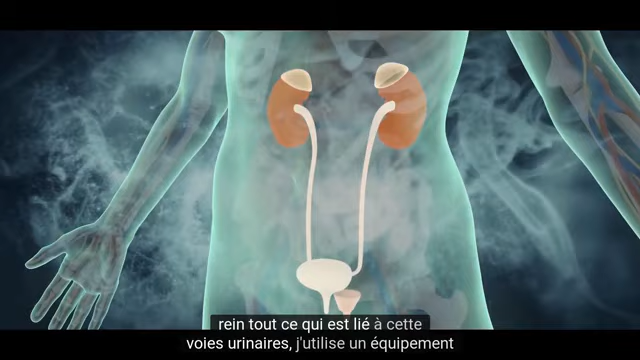 rein tout ce qui est lié à cette
voies urinaires, j'utilise un équipement